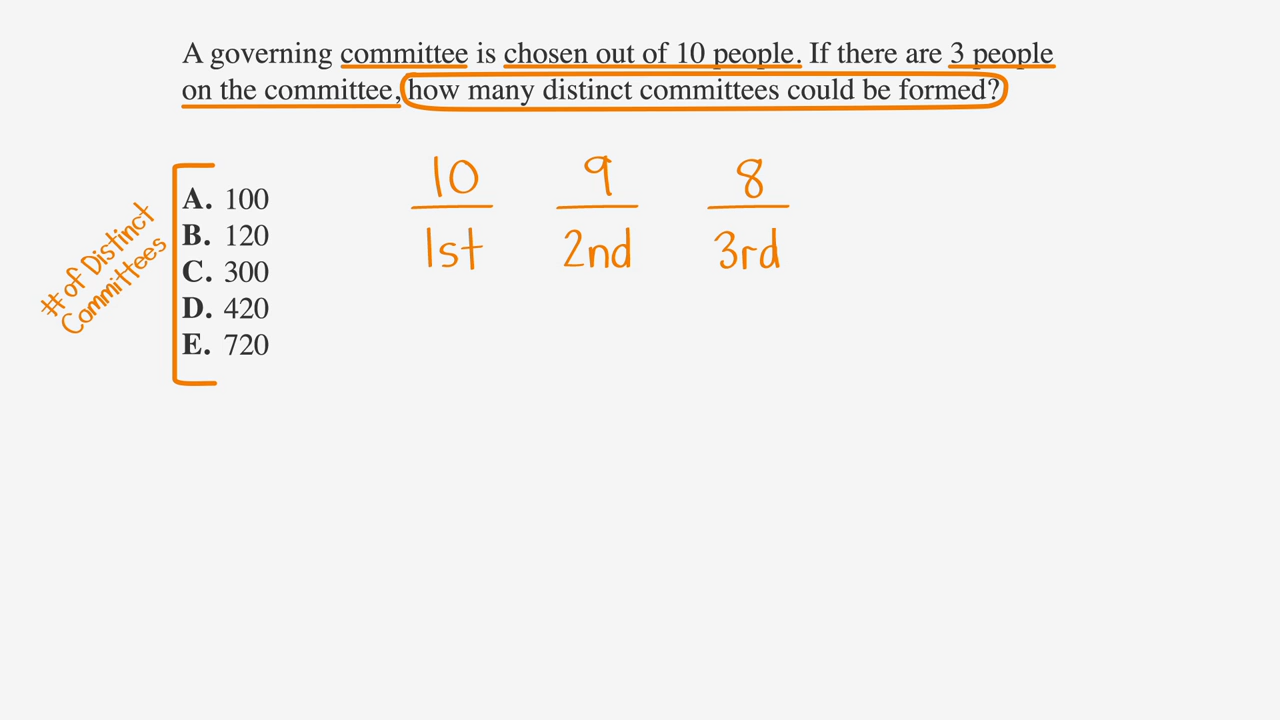 A governing committee is chosen out of 10 people. If there are 3 people
on the committee, how many distinct committees could be formed?
# of Distinct
Committees
A. 100
B. 120
C. 300
D. 420
E. 720
10 9 8
1st 2nd 3rd